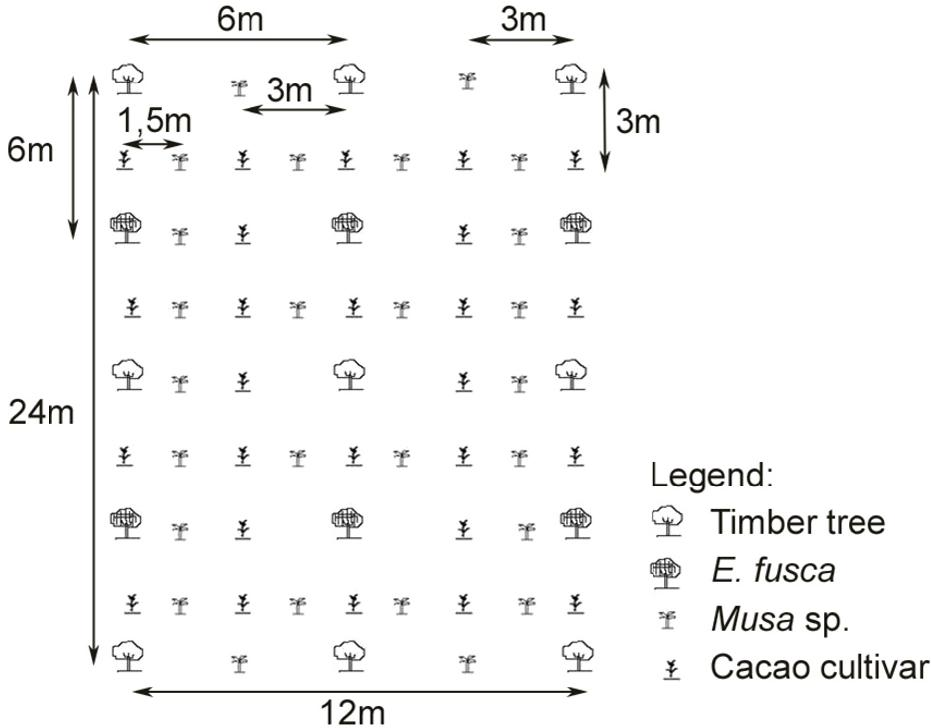 6m
3m
3m
1,5m
3m
6m
24m
Legend:
Timber tree
E. fusca
Musa sp.
Cacao cultivar
12m